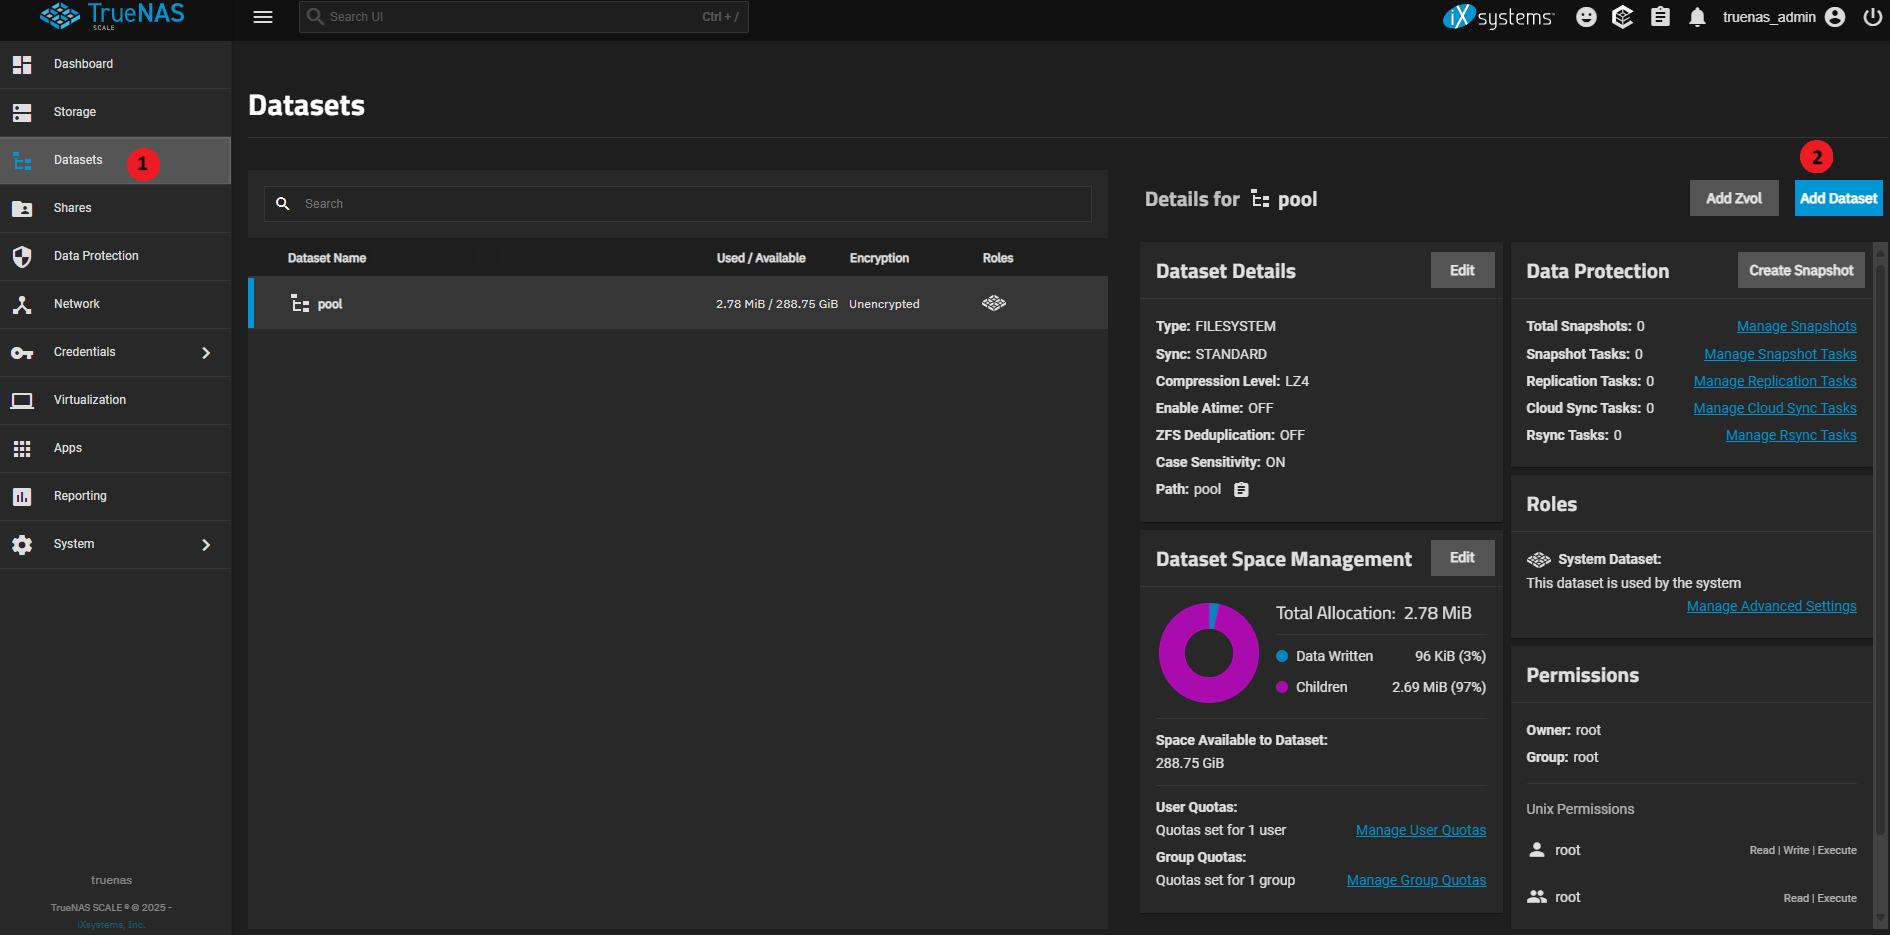 TrueNAS
SCALE
Search UI
Ctrl + /
iXsystems
truenas_admin
Dashboard
Storage
Datasets
1
Shares
Data Protection
Network
Credentials
Virtualization
Apps
Reporting
System
truenas
TrueNAS SCALE ® © 2025 -
iXsystems, Inc.
Datasets
Search
Dataset Name Used / Available Encryption Roles
pool 2.78 MiB / 288.75 GiB Unencrypted
Details for pool
Add Zvol
2
Add Dataset
Dataset Details
Edit
Type: FILESYSTEM
Sync: STANDARD
Compression Level: LZ4
Enable Atime: OFF
ZFS Deduplication: OFF
Case Sensitivity: ON
Path: pool
Dataset Space Management
Edit
Total Allocation: 2.78 MiB
Data Written 96 KiB (3%)
Children 2.69 MiB (97%)
Space Available to Dataset:
288.75 GiB
User Quotas:
Quotas set for 1 user Manage User Quotas
Group Quotas:
Quotas set for 1 group Manage Group Quotas
Data Protection
Create Snapshot
Total Snapshots: 0 Manage Snapshots
Snapshot Tasks: 0 Manage Snapshot Tasks
Replication Tasks: 0 Manage Replication Tasks
Cloud Sync Tasks: 0 Manage Cloud Sync Tasks
Rsync Tasks: 0 Manage Rsync Tasks
Roles
System Dataset:
This dataset is used by the system
Manage Advanced Settings
Permissions
Owner: root
Group: root
Unix Permissions
root Read | Write | Execute
root Read | Execute